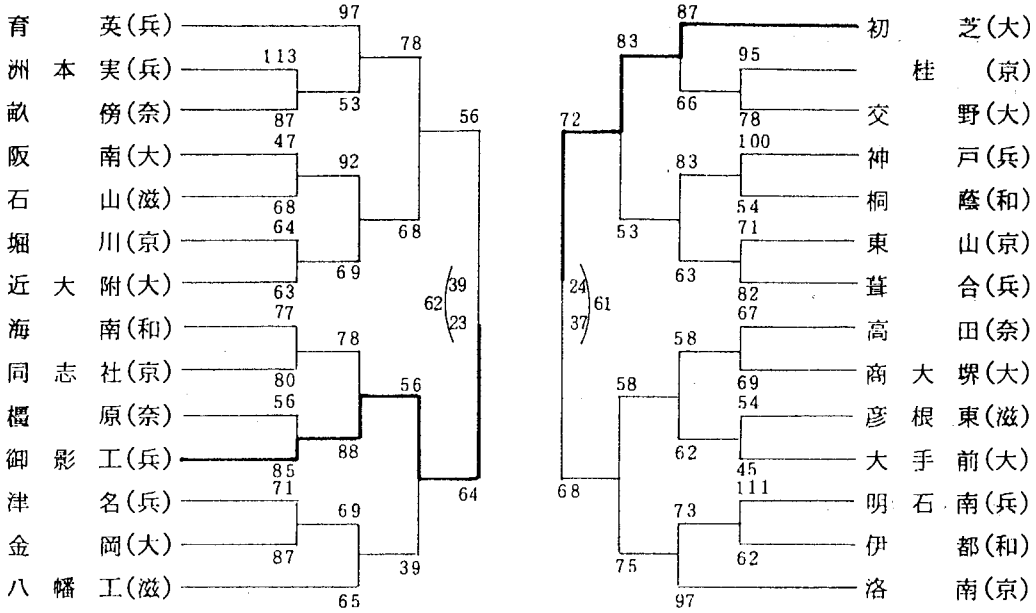 97 87
育英(兵) 初芝(大)
78 83
洲本実(兵) 113 95 桂(京)
53 66
畝傍(奈) 87 78 交野(大)
56 72
阪南(大) 47 100 神戸(兵)
92 83
石山(滋) 68 54 桐蔭(和)
68 53
堀川(京) 64 71 東山(京)
69 63
近大附(大) 63 82 葺合(兵)
62 (39 23) (24 37) 61
海南(和) 77 67 高田(奈)
78 58
同志社(京) 80 69 商大堺(大)
56 58
橿原(奈) 56 54 彦根東(滋)
88 62
御影工(兵) 85 45 大手前(大)
64 68
津名(兵) 71 111 明石南(兵)
69 73
金岡(大) 87 62 伊都(和)
39 75
八幡工(滋) 65 97 洛南(京)